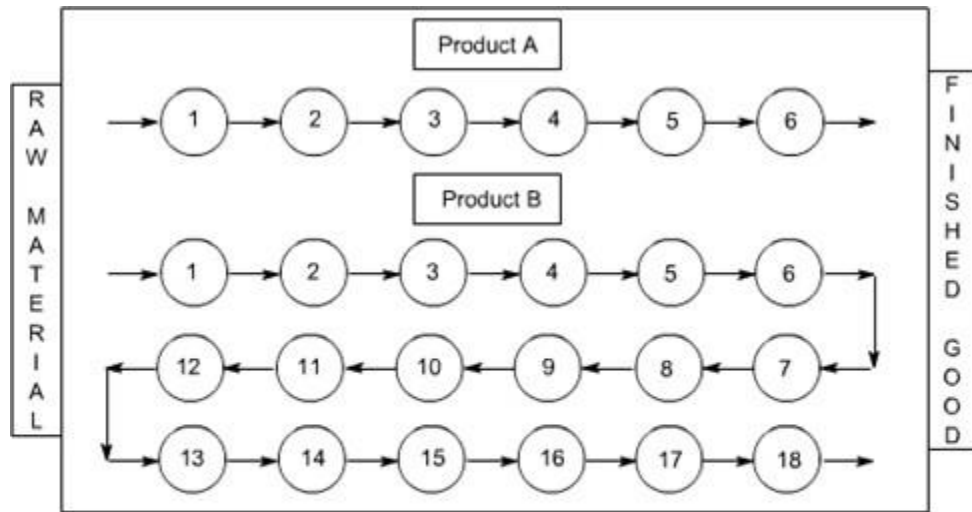 Product A
RAW MATERIAL
1 2 3 4 5 6
FINISHED GOOD
Product B
1 2 3 4 5 6
12 11 10 9 8 7
13 14 15 16 17 18